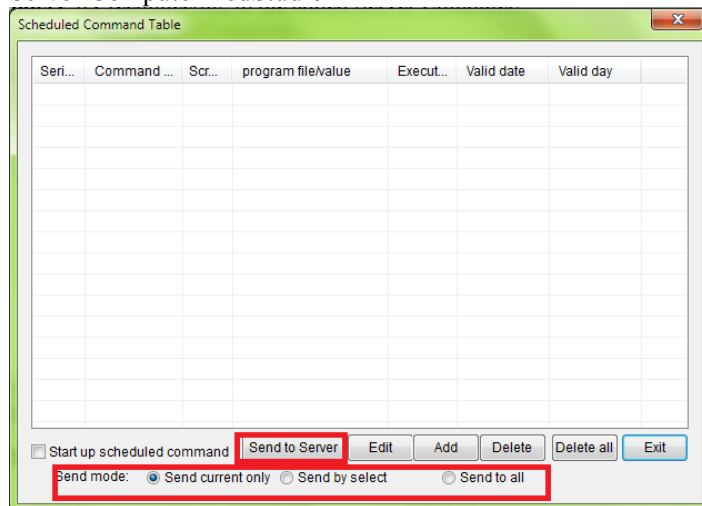 Scheduled Command Table
Seri... Command ... Scr... program file/value Execut... Valid date Valid day
Start up scheduled command Send to Server Edit Add Delete Delete all Exit
Send mode: Send current only Send by select Send to all